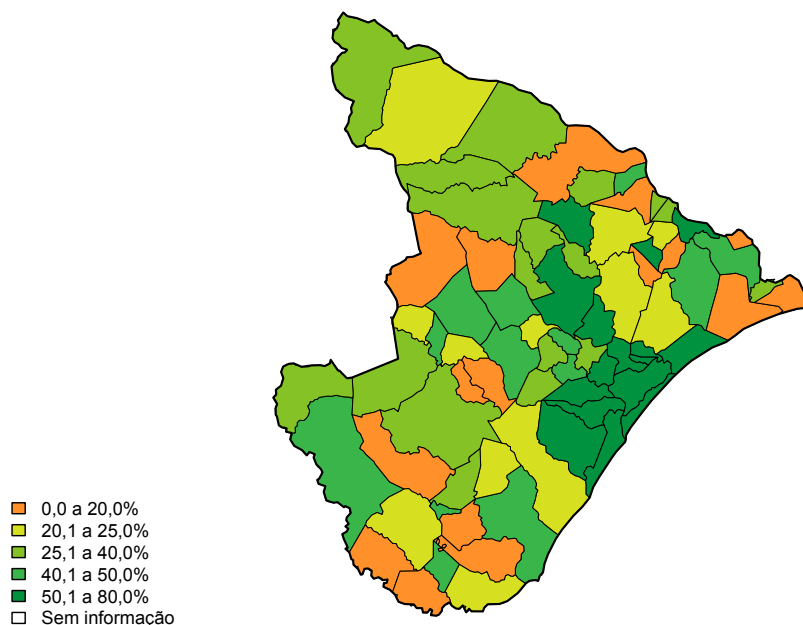 0,0 a 20,0%
20,1 a 25,0%
25,1 a 40,0%
40,1 a 50,0%
50,1 a 80,0%
Sem informação